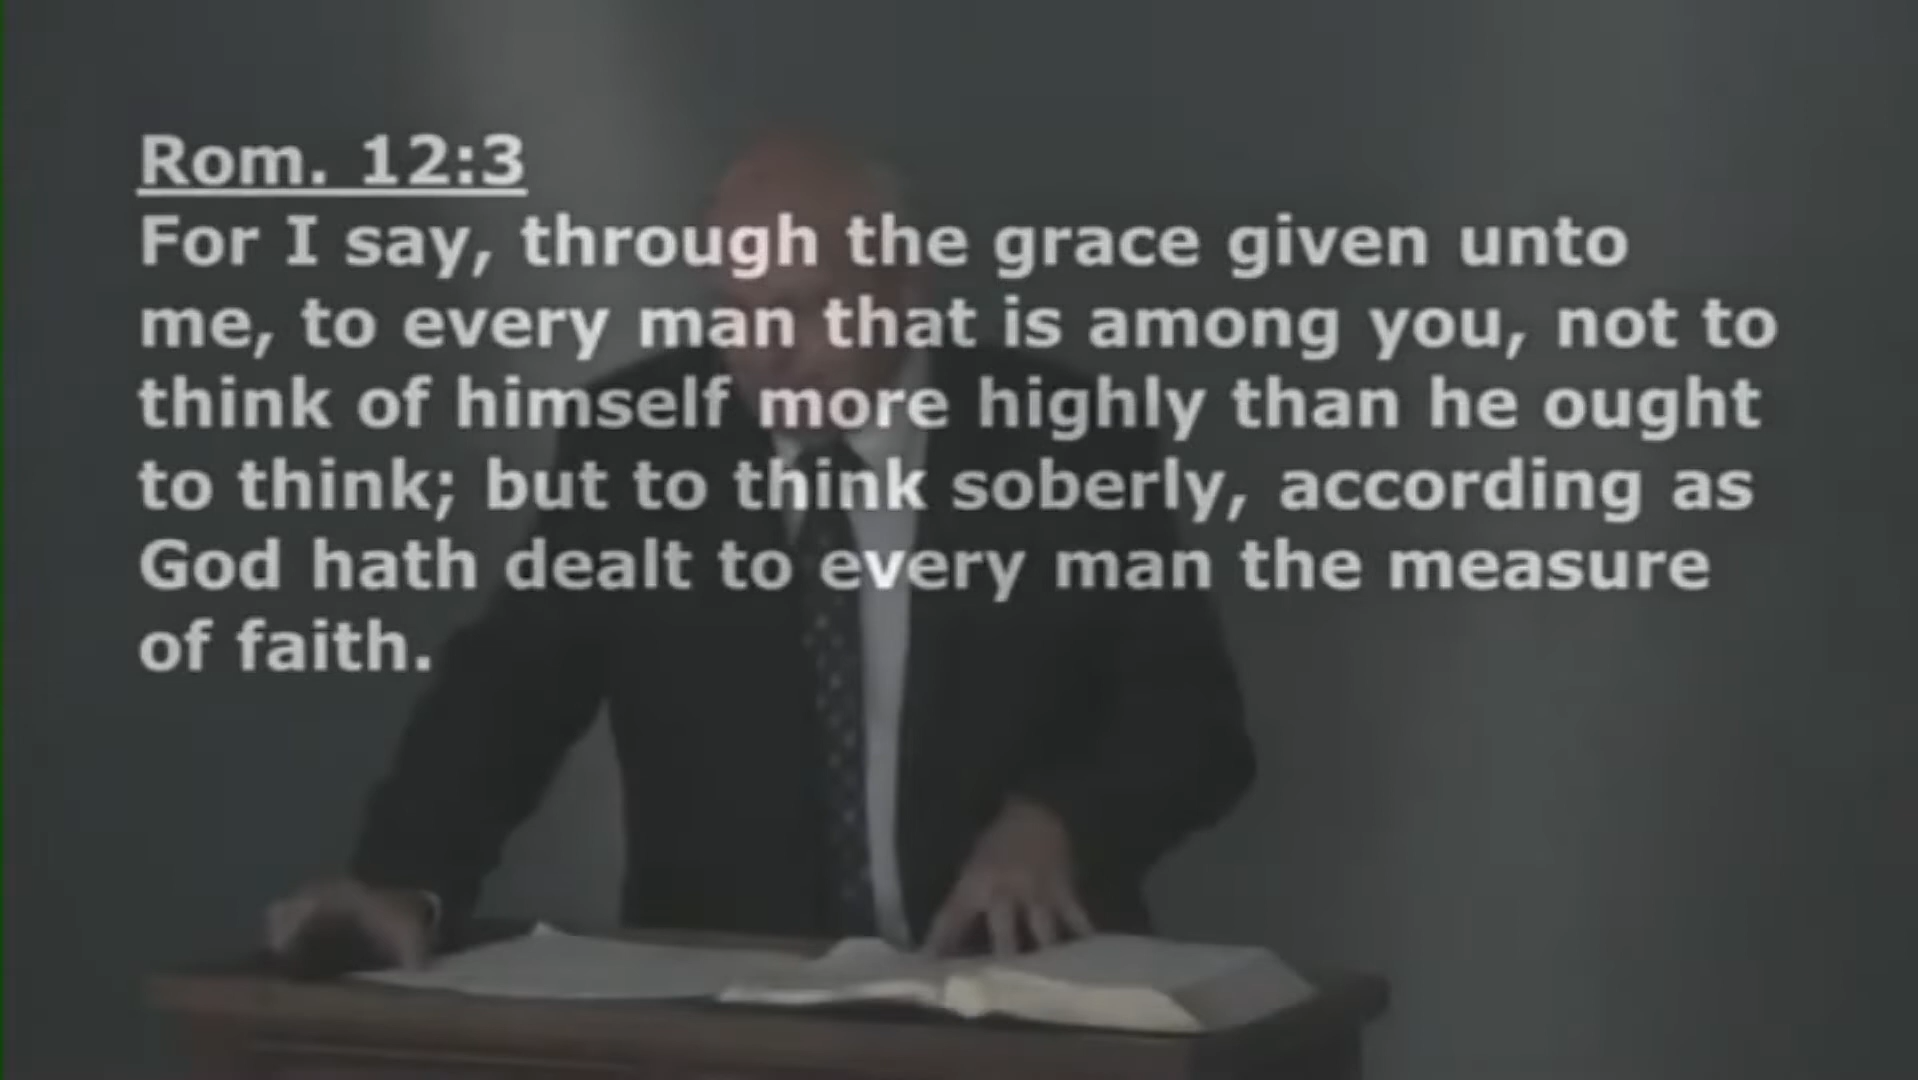 Rom. 12:3
For I say, through the grace given unto
me, to every man that is among you, not to
think of himself more highly than he ought
to think; but to think soberly, according as
God hath dealt to every man the measure
of faith.